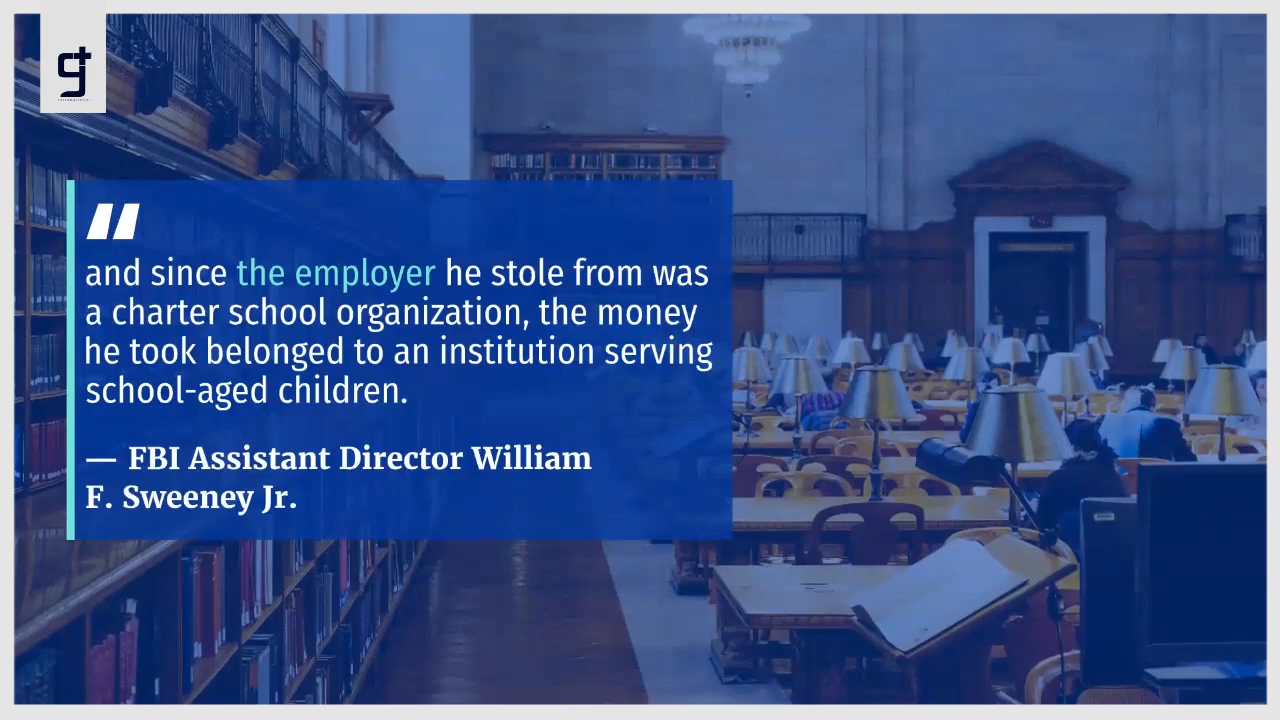 "
and since the employer he stole from was
a charter school organization, the money
he took belonged to an institution serving
school-aged children.
— FBI Assistant Director William
F. Sweeney Jr.